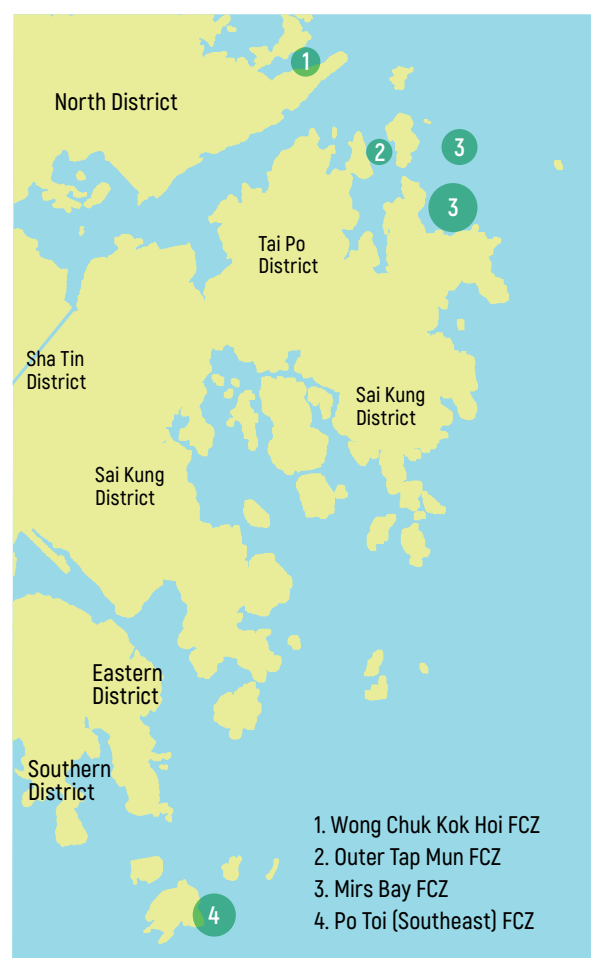 1
North District
2
3
3
Tai Po
District
Sha Tin
District
Sai Kung
District
Sai Kung
District
Eastern
District
Southern
District
1. Wong Chuk Kok Hoi FCZ
2. Outer Tap Mun FCZ
3. Mirs Bay FCZ
4. Po Toi (Southeast) FCZ
4